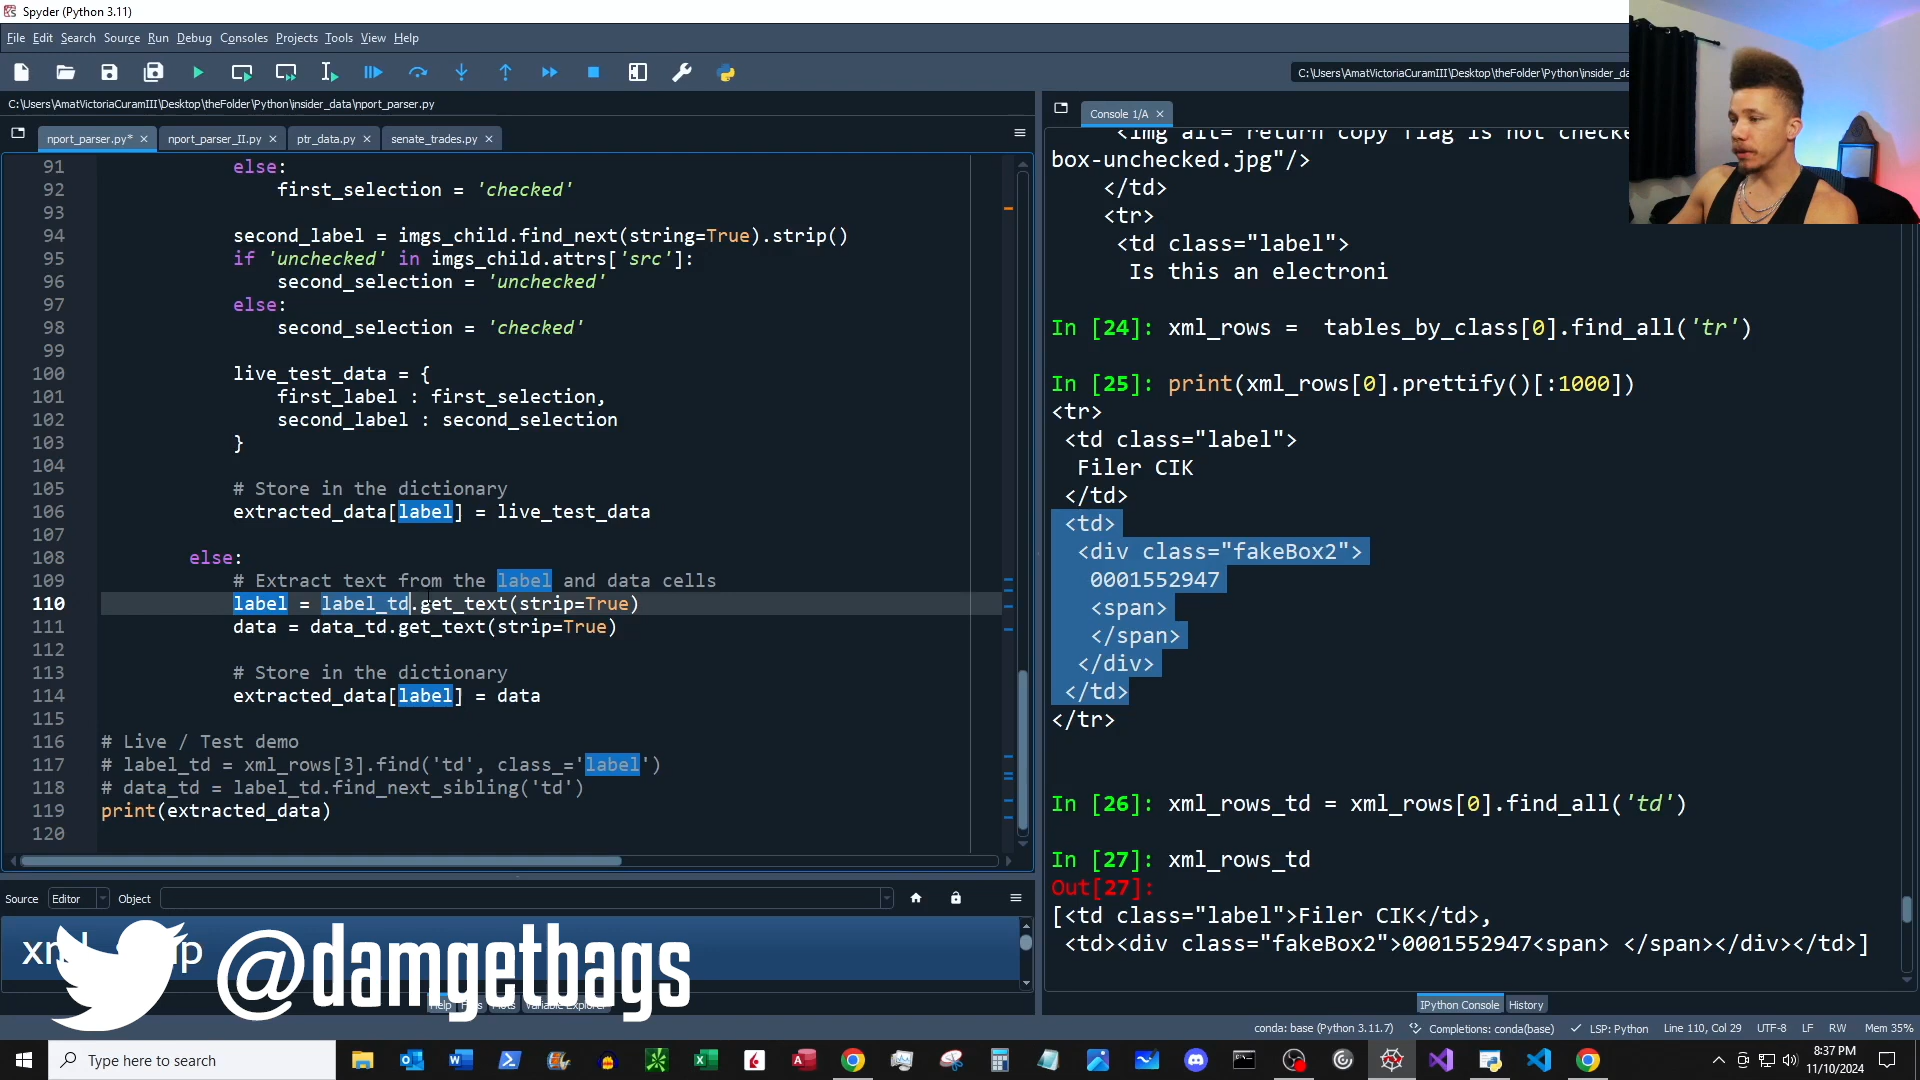 Spyder (Python 3.11)
File Edit Search Source Run Debug Consoles Projects Tools View Help
C:\Users\AmatVictoriaCuramIII\Desktop\theFolder\Python\insider_da
C:\Users\AmatVictoriaCuramIII\Desktop\theFolder\Python\insider_data\nport_parser.py
nport_parser.py* nport_parser_II.py ptr_data.py senate_trades.py
91 else:
92 first_selection = 'checked'
93
94 second_label = imgs_child.find_next(string=True).strip()
95 if 'unchecked' in imgs_child.attrs['src']:
96 second_selection = 'unchecked'
97 else:
98 second_selection = 'checked'
99
100 live_test_data = {
101 first_label : first_selection,
102 second_label : second_selection
103 }
104
105 # Store in the dictionary
106 extracted_data[label] = live_test_data
107
108 else:
109 # Extract text from the label and data cells
110 label = label_td.get_text(strip=True)
111 data = data_td.get_text(strip=True)
112
113 # Store in the dictionary
114 extracted_data[label] = data
115
116 # Live / Test demo
117 # label_td = xml_rows[3].find('td', class_='label')
118 # data_td = label_td.find_next_sibling('td')
119 print(extracted_data)
120
Source Editor Object
@damgetbags
Console 1/A
<img alt="return copy flag is not checke
box-unchecked.jpg"/>
</td>
<tr>
<td class="label">
Is this an electroni
In [24]: xml_rows = tables_by_class[0].find_all('tr')
In [25]: print(xml_rows[0].prettify()[:1000])
<tr>
<td class="label">
Filer CIK
</td>
<td>
<div class="fakeBox2">
0001552947
<span>
</span>
</div>
</td>
</tr>
In [26]: xml_rows_td = xml_rows[0].find_all('td')
In [27]: xml_rows_td
Out[27]:
[<td class="label">Filer CIK</td>,
<td><div class="fakeBox2">0001552947<span> </span></div></td>]
IPython Console History
conda: base (Python 3.11.7) Completions: conda(base) LSP: Python Line 110, Col 29 UTF-8 LF RW Mem 35%
Type here to search
8:37 PM
11/10/2024